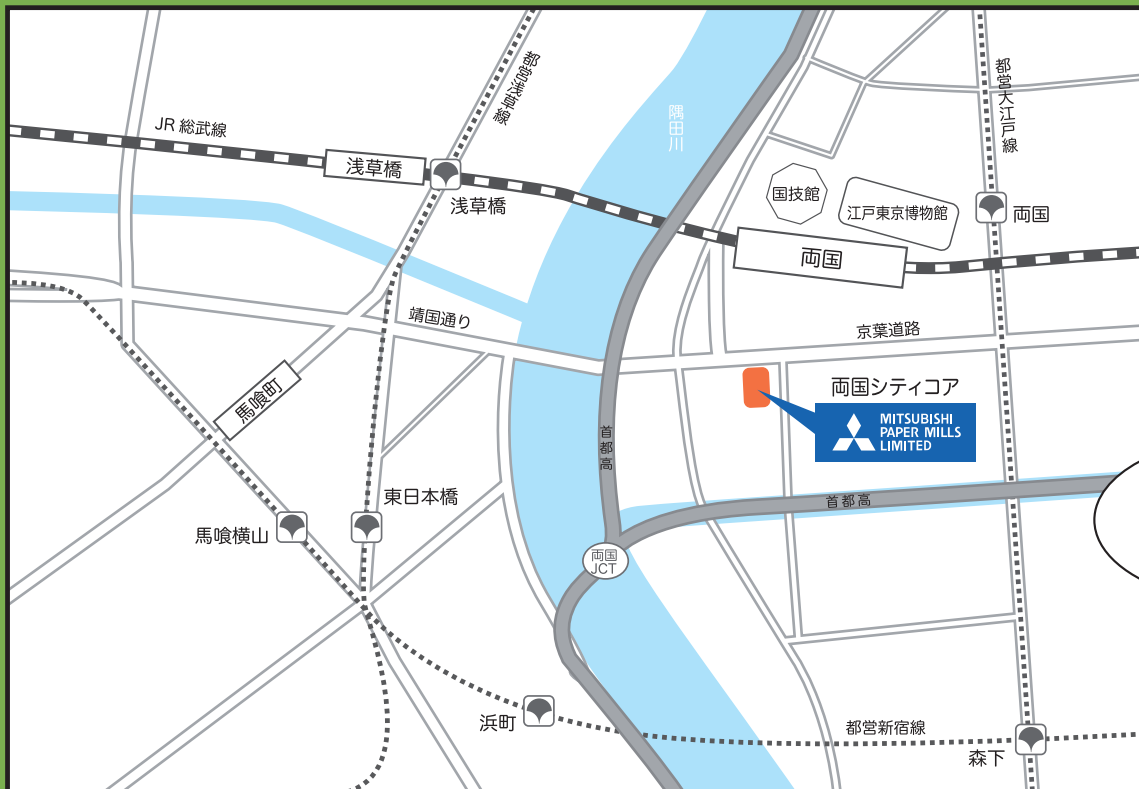 都営浅草線
都営大江戸線
隅田川
JR 総武線
浅草橋
浅草橋
国技館
江戸東京博物館
両国
両国
靖国通り
京葉道路
馬喰町
両国シティコア
MITSUBISHI
PAPER MILLS
LIMITED
首都高
首都高
東日本橋
馬喰横山
両国
JCT
浜町
都営新宿線
森下